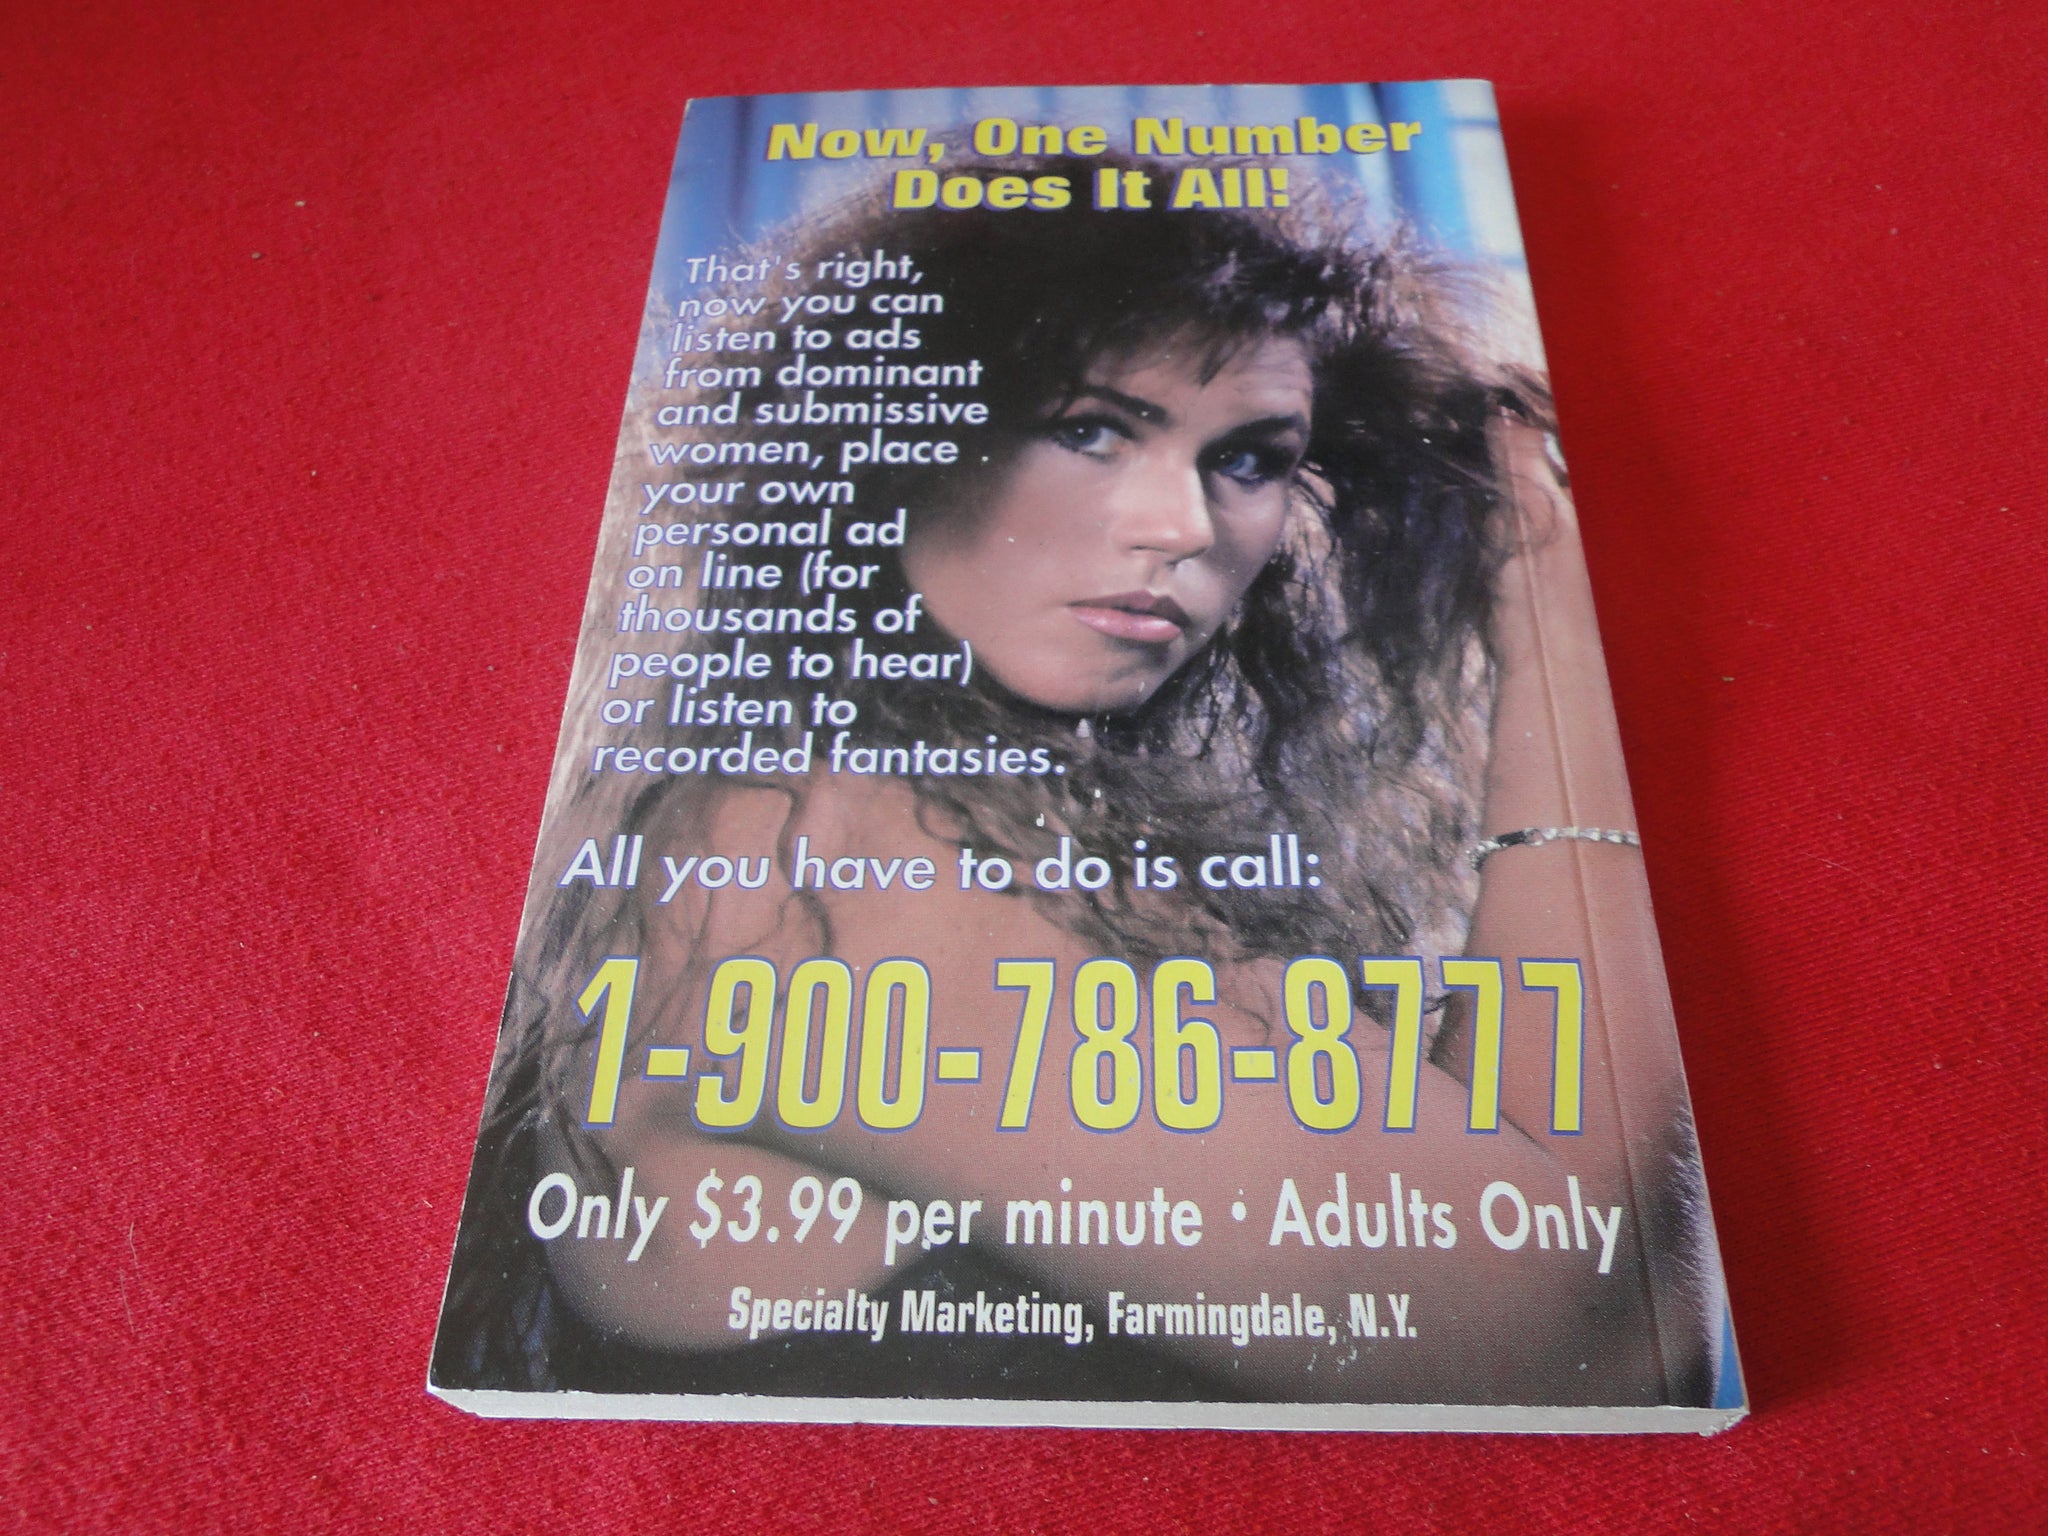 Now, One Number
Does It All!
That's right,
now you can
listen to ads
from dominant
and submissive
women, place
your own
personal ad
on line (for
thousands of
people to hear)
or listen to
recorded fantasies.
All you have to do is call:
1-900-786-8777
Only $3.99 per minute • Adults Only
Specialty Marketing, Farmingdale, N.Y.